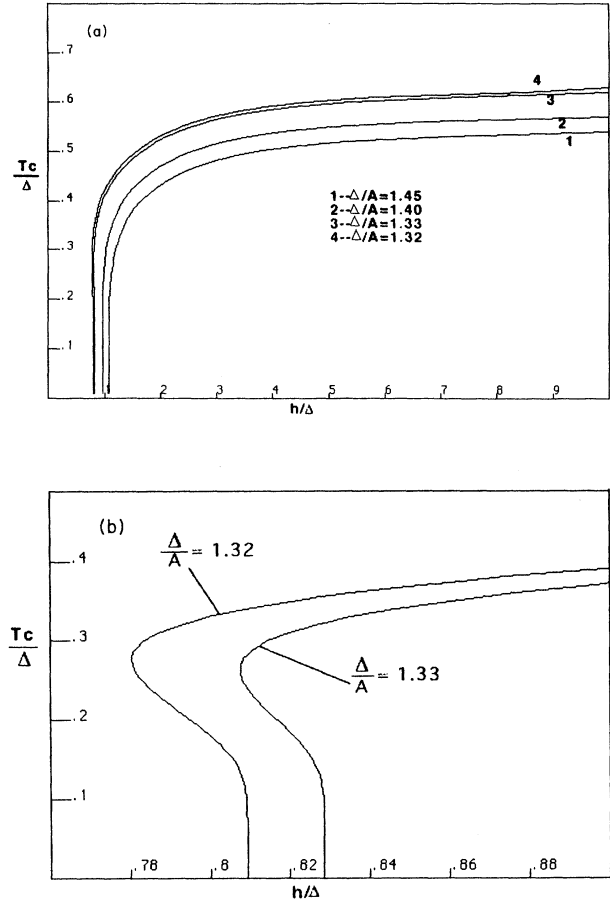 (a)
.7
.6
.5
.4
.3
.2
.1
Tc
Δ
4
3
2
1
1--Δ/A=1.45
2--Δ/A=1.40
3--Δ/A=1.33
4--Δ/A=1.32
.2 .3 .4 .5 .6 .7 .8 .9
h/Δ
(b)
Δ
A = 1.32
.4
.3
.2
.1
Tc
Δ
Δ
A = 1.33
.78 .8 .82 .84 .86 .88
h/Δ